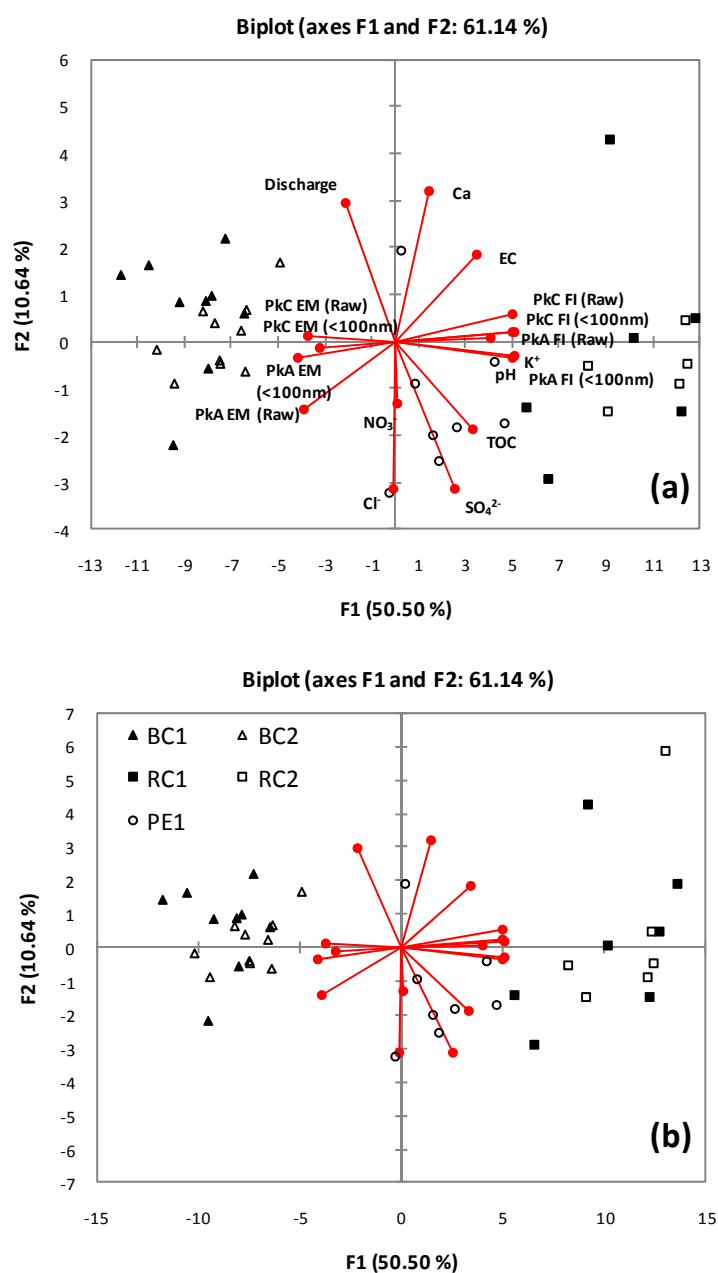 Biplot (axes F1 and F2: 61.14 %)
6
5
4
3
2
1
0
-1
-2
-3
-4
F2 (10.64 %)
Discharge
Ca
EC
PkC EM (Raw)
PkC FI (Raw)
PkC EM (<100nm)
PkC FI (<100nm)
PkA FI (Raw)
PkA EM
(<100nm)
K⁺
pH
PkA FI (<100nm)
PkA EM (Raw)
NO₃⁻
TOC
Cl⁻
SO₄²⁻
(a)
-13 -11 -9 -7 -5 -3 -1 1 3 5 7 9 11 13
F1 (50.50 %)
Biplot (axes F1 and F2: 61.14 %)
7
6
5
4
3
2
1
0
-1
-2
-3
-4
-5
-6
-7
F2 (10.64 %)
BC1 BC2
RC1 RC2
PE1
(b)
-15 -10 -5 0 5 10 15
F1 (50.50 %)